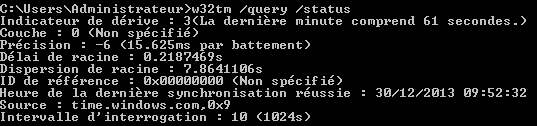 C:\Users\Administrateur>w32tm /query /status
Indicateur de dérive : 3(La dernière minute comprend 61 secondes.)
Couche : 0 (Non spécifié)
Précision : -6 (15.625ms par battement)
Délai de racine : 0.2187469s
Dispersion de racine : 7.8641106s
ID de référence : 0x00000000 (Non spécifié)
Heure de la dernière synchronisation réussie : 30/12/2013 09:52:32
Source : time.windows.com,0x9
Intervalle d'interrogation : 10 (1024s)